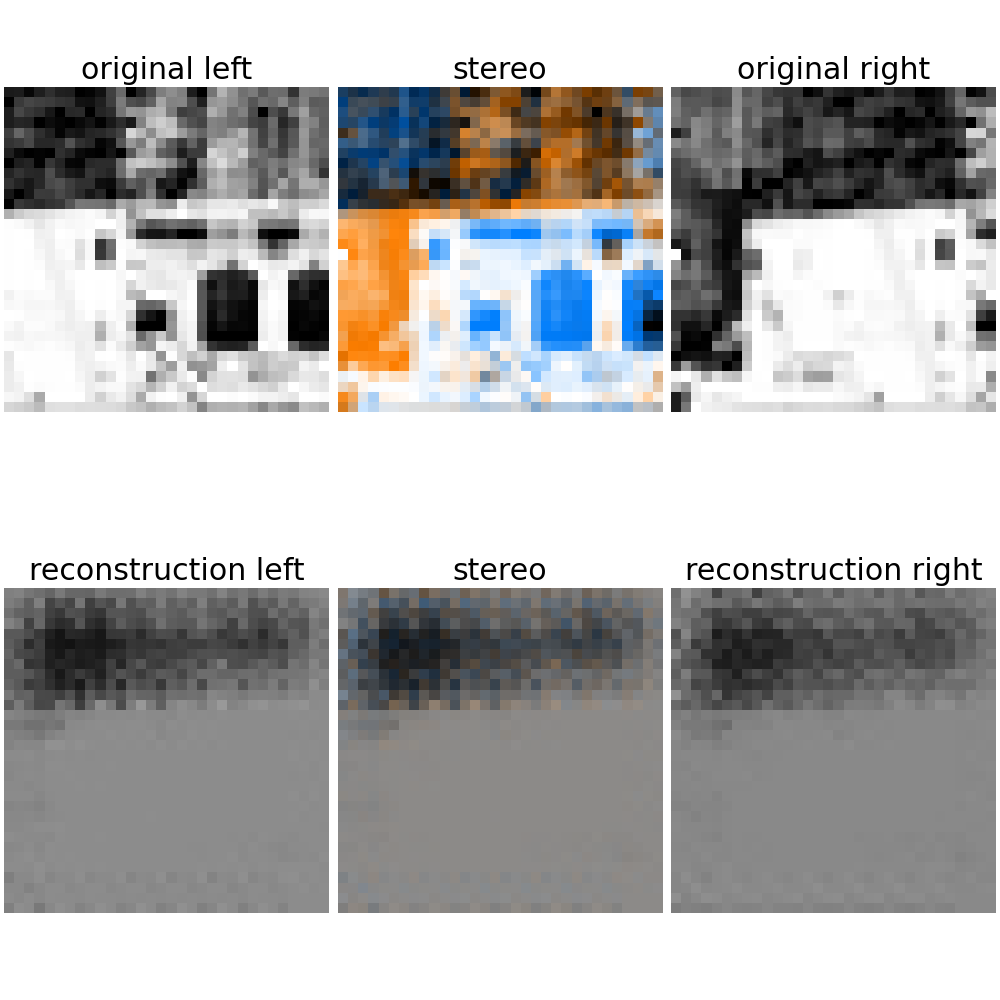 original left
stereo
original right
reconstruction left
stereo
reconstruction right